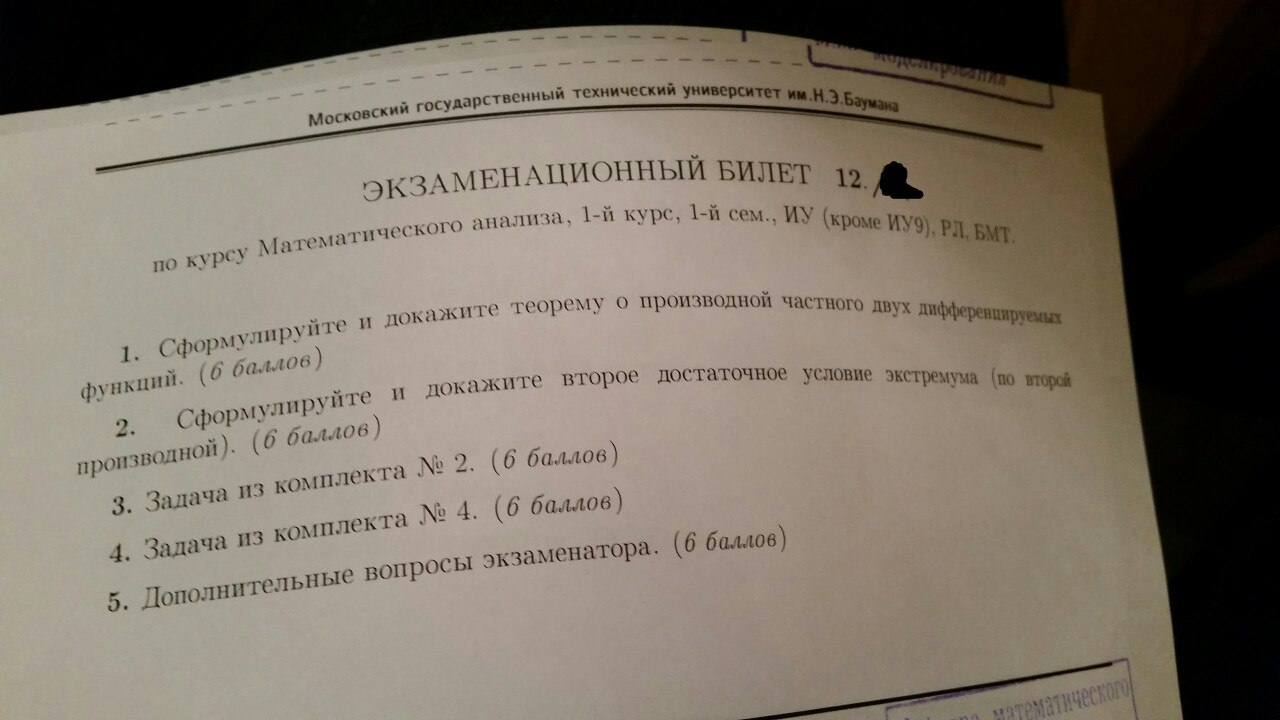 моделирования
Московский государственный технический университет им.Н.Э.Баумана
ЭКЗАМЕНАЦИОННЫЙ БИЛЕТ 12.
по курсу Математического анализа, 1-й курс, 1-й сем., ИУ (кроме ИУ9), РЛ, БМТ.
1. Сформулируйте и докажите теорему о производной частного двух дифференцируемых
функций. (6 баллов)
2. Сформулируйте и докажите второе достаточное условие экстремума (по второй
производной). (6 баллов)
3. Задача из комплекта № 2. (6 баллов)
4. Задача из комплекта № 4. (6 баллов)
5. Дополнительные вопросы экзаменатора. (6 баллов)
математического